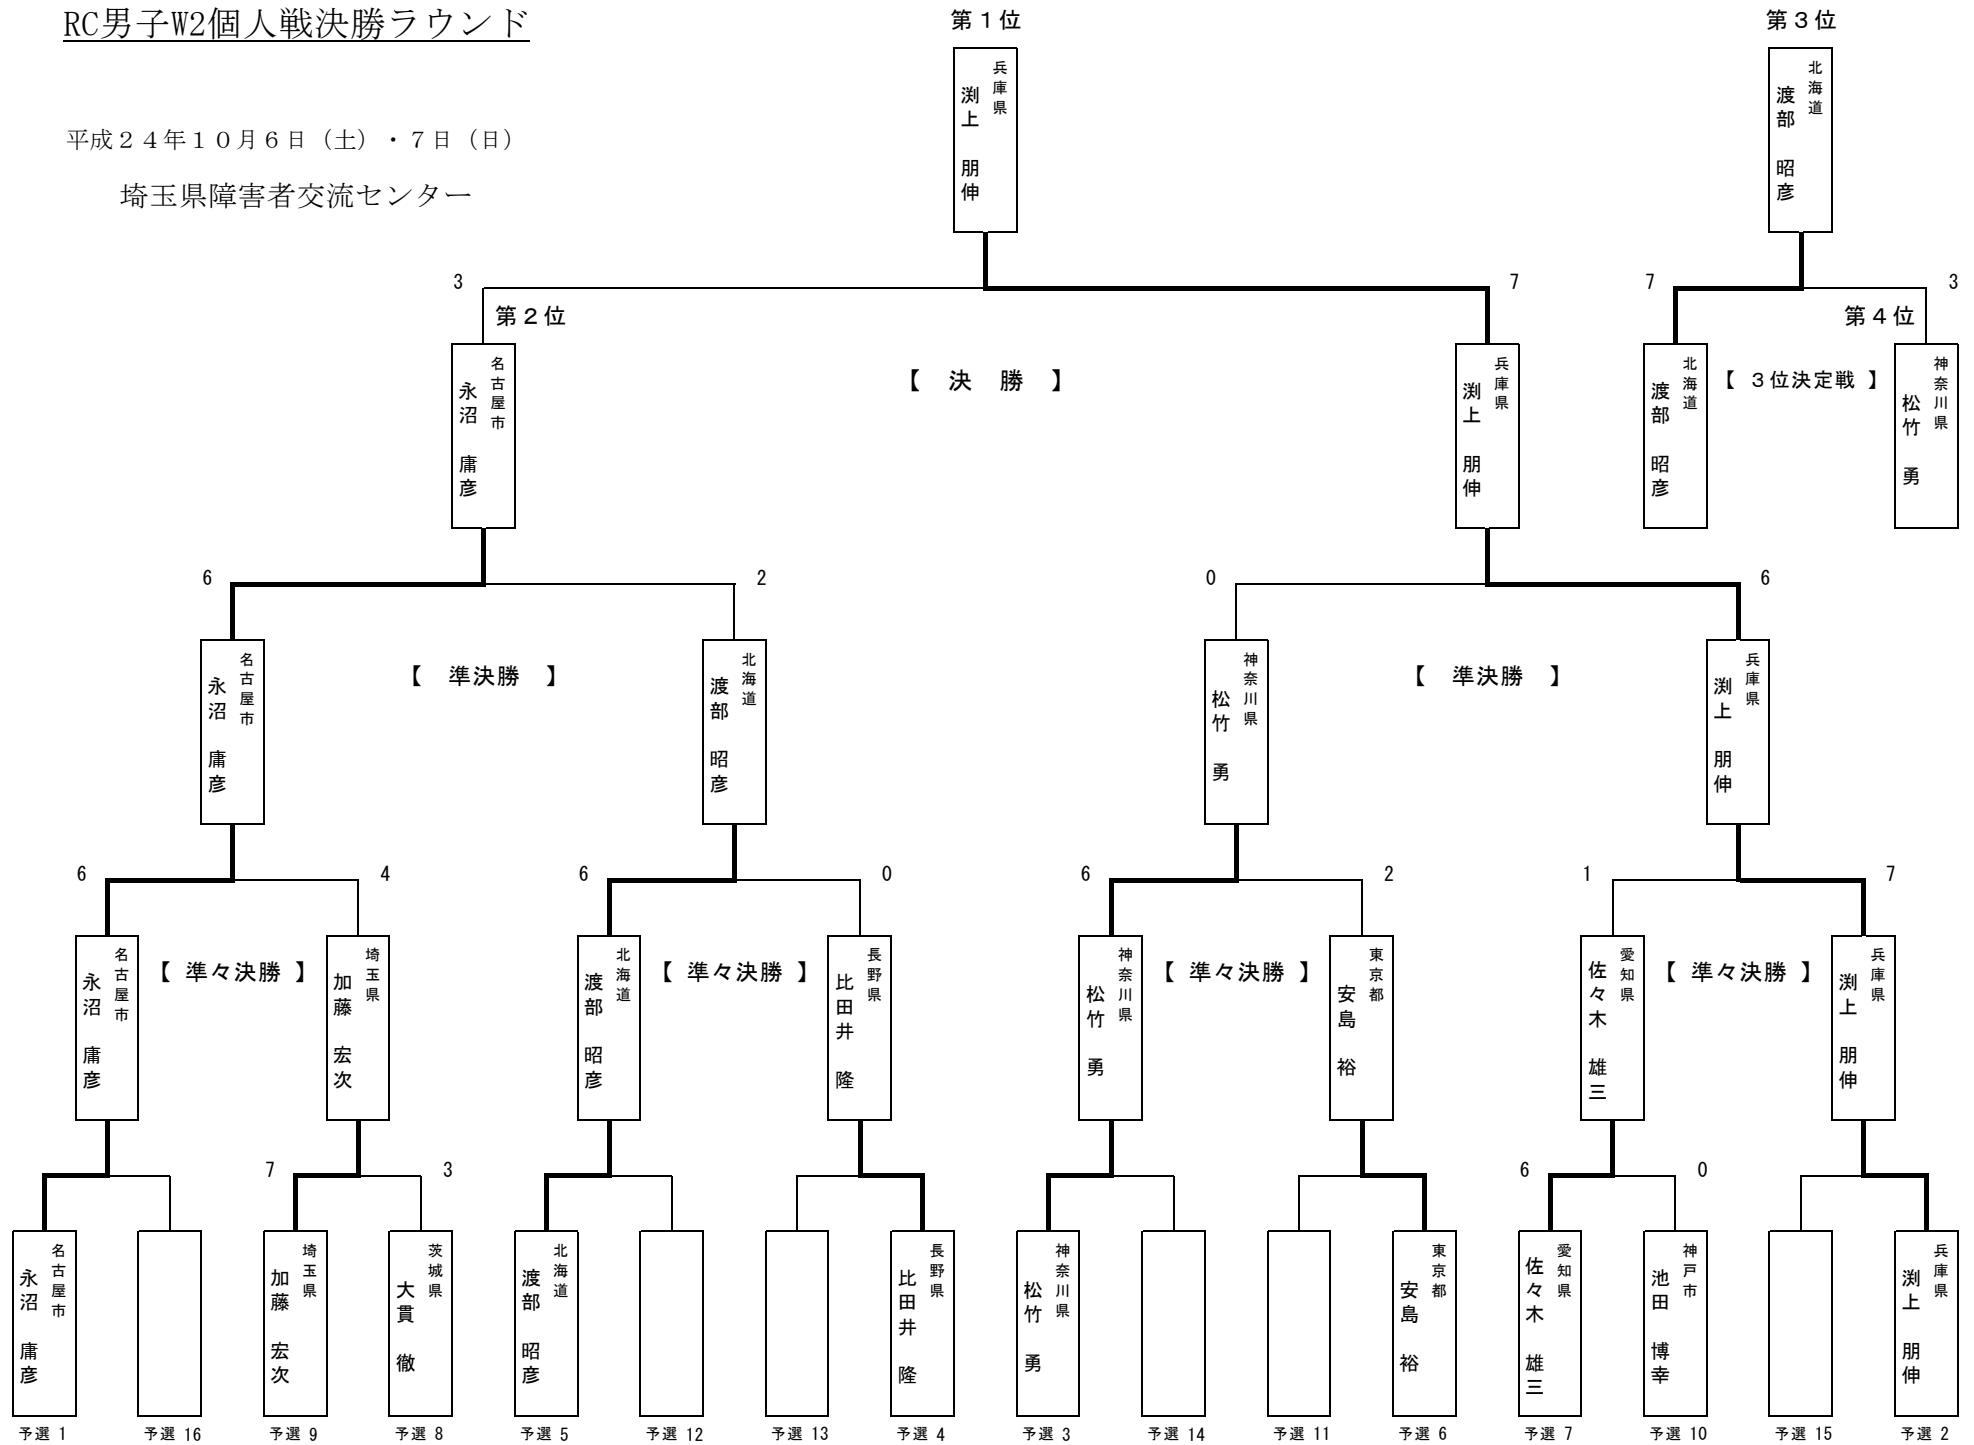 RC男子W2個人戦決勝ラウンド
平成２４年１０月６日（土）・７日（日）
埼玉県障害者交流センター
第１位
兵庫県
渕上　朋伸
第３位
北海道
渡部　昭彦
3
7
7
3
第２位
第４位
名古屋市
永沼　庸彦
【　決　勝　】
兵庫県
渕上　朋伸
北海道
渡部　昭彦
【 ３位決定戦 】
神奈川県
松竹　勇
6
2
0
6
名古屋市
永沼　庸彦
【　準決勝　】
北海道
渡部　昭彦
神奈川県
松竹　勇
【　準決勝　】
兵庫県
渕上　朋伸
6
4
6
0
6
2
1
7
名古屋市
永沼　庸彦
【 準々決勝 】
埼玉県
加藤　宏次
北海道
渡部　昭彦
【 準々決勝 】
長野県
比田井　隆
神奈川県
松竹　勇
【 準々決勝 】
東京都
安島　裕
愛知県
佐々木　雄三
【 準々決勝 】
兵庫県
渕上　朋伸
7
3
6
0
名古屋市
永沼　庸彦
埼玉県
加藤　宏次
茨城県
大貫　徹
北海道
渡部　昭彦
長野県
比田井　隆
神奈川県
松竹　勇
東京都
安島　裕
愛知県
佐々木　雄三
神戸市
池田　博幸
兵庫県
渕上　朋伸
予選 1
予選 16
予選 9
予選 8
予選 5
予選 12
予選 13
予選 4
予選 3
予選 14
予選 11
予選 6
予選 7
予選 10
予選 15
予選 2